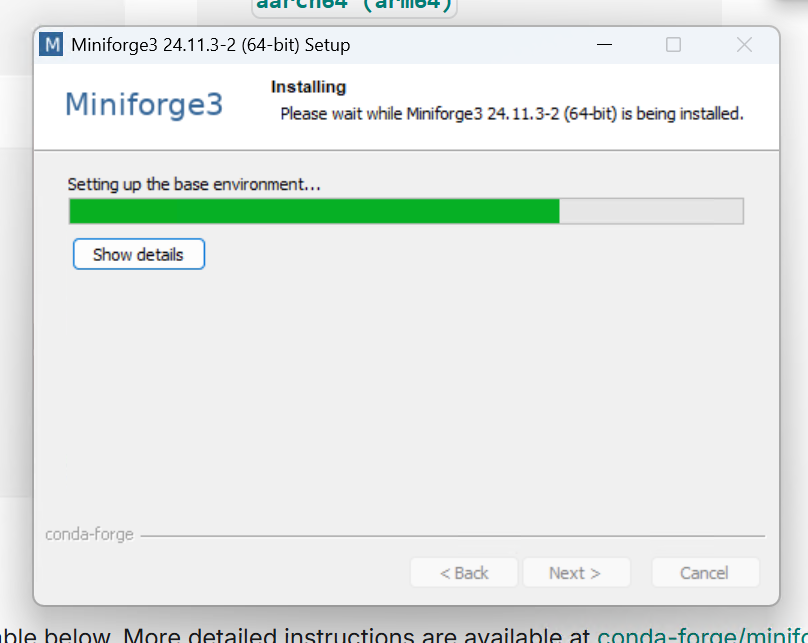 aarch64 (arm64)
M Miniforge3 24.11.3-2 (64-bit) Setup
Installing
Miniforge3
Please wait while Miniforge3 24.11.3-2 (64-bit) is being installed.
Setting up the base environment...
Show details
conda-forge
< Back Next > Cancel
below. More detailed instructions are available at conda-forge/minifo